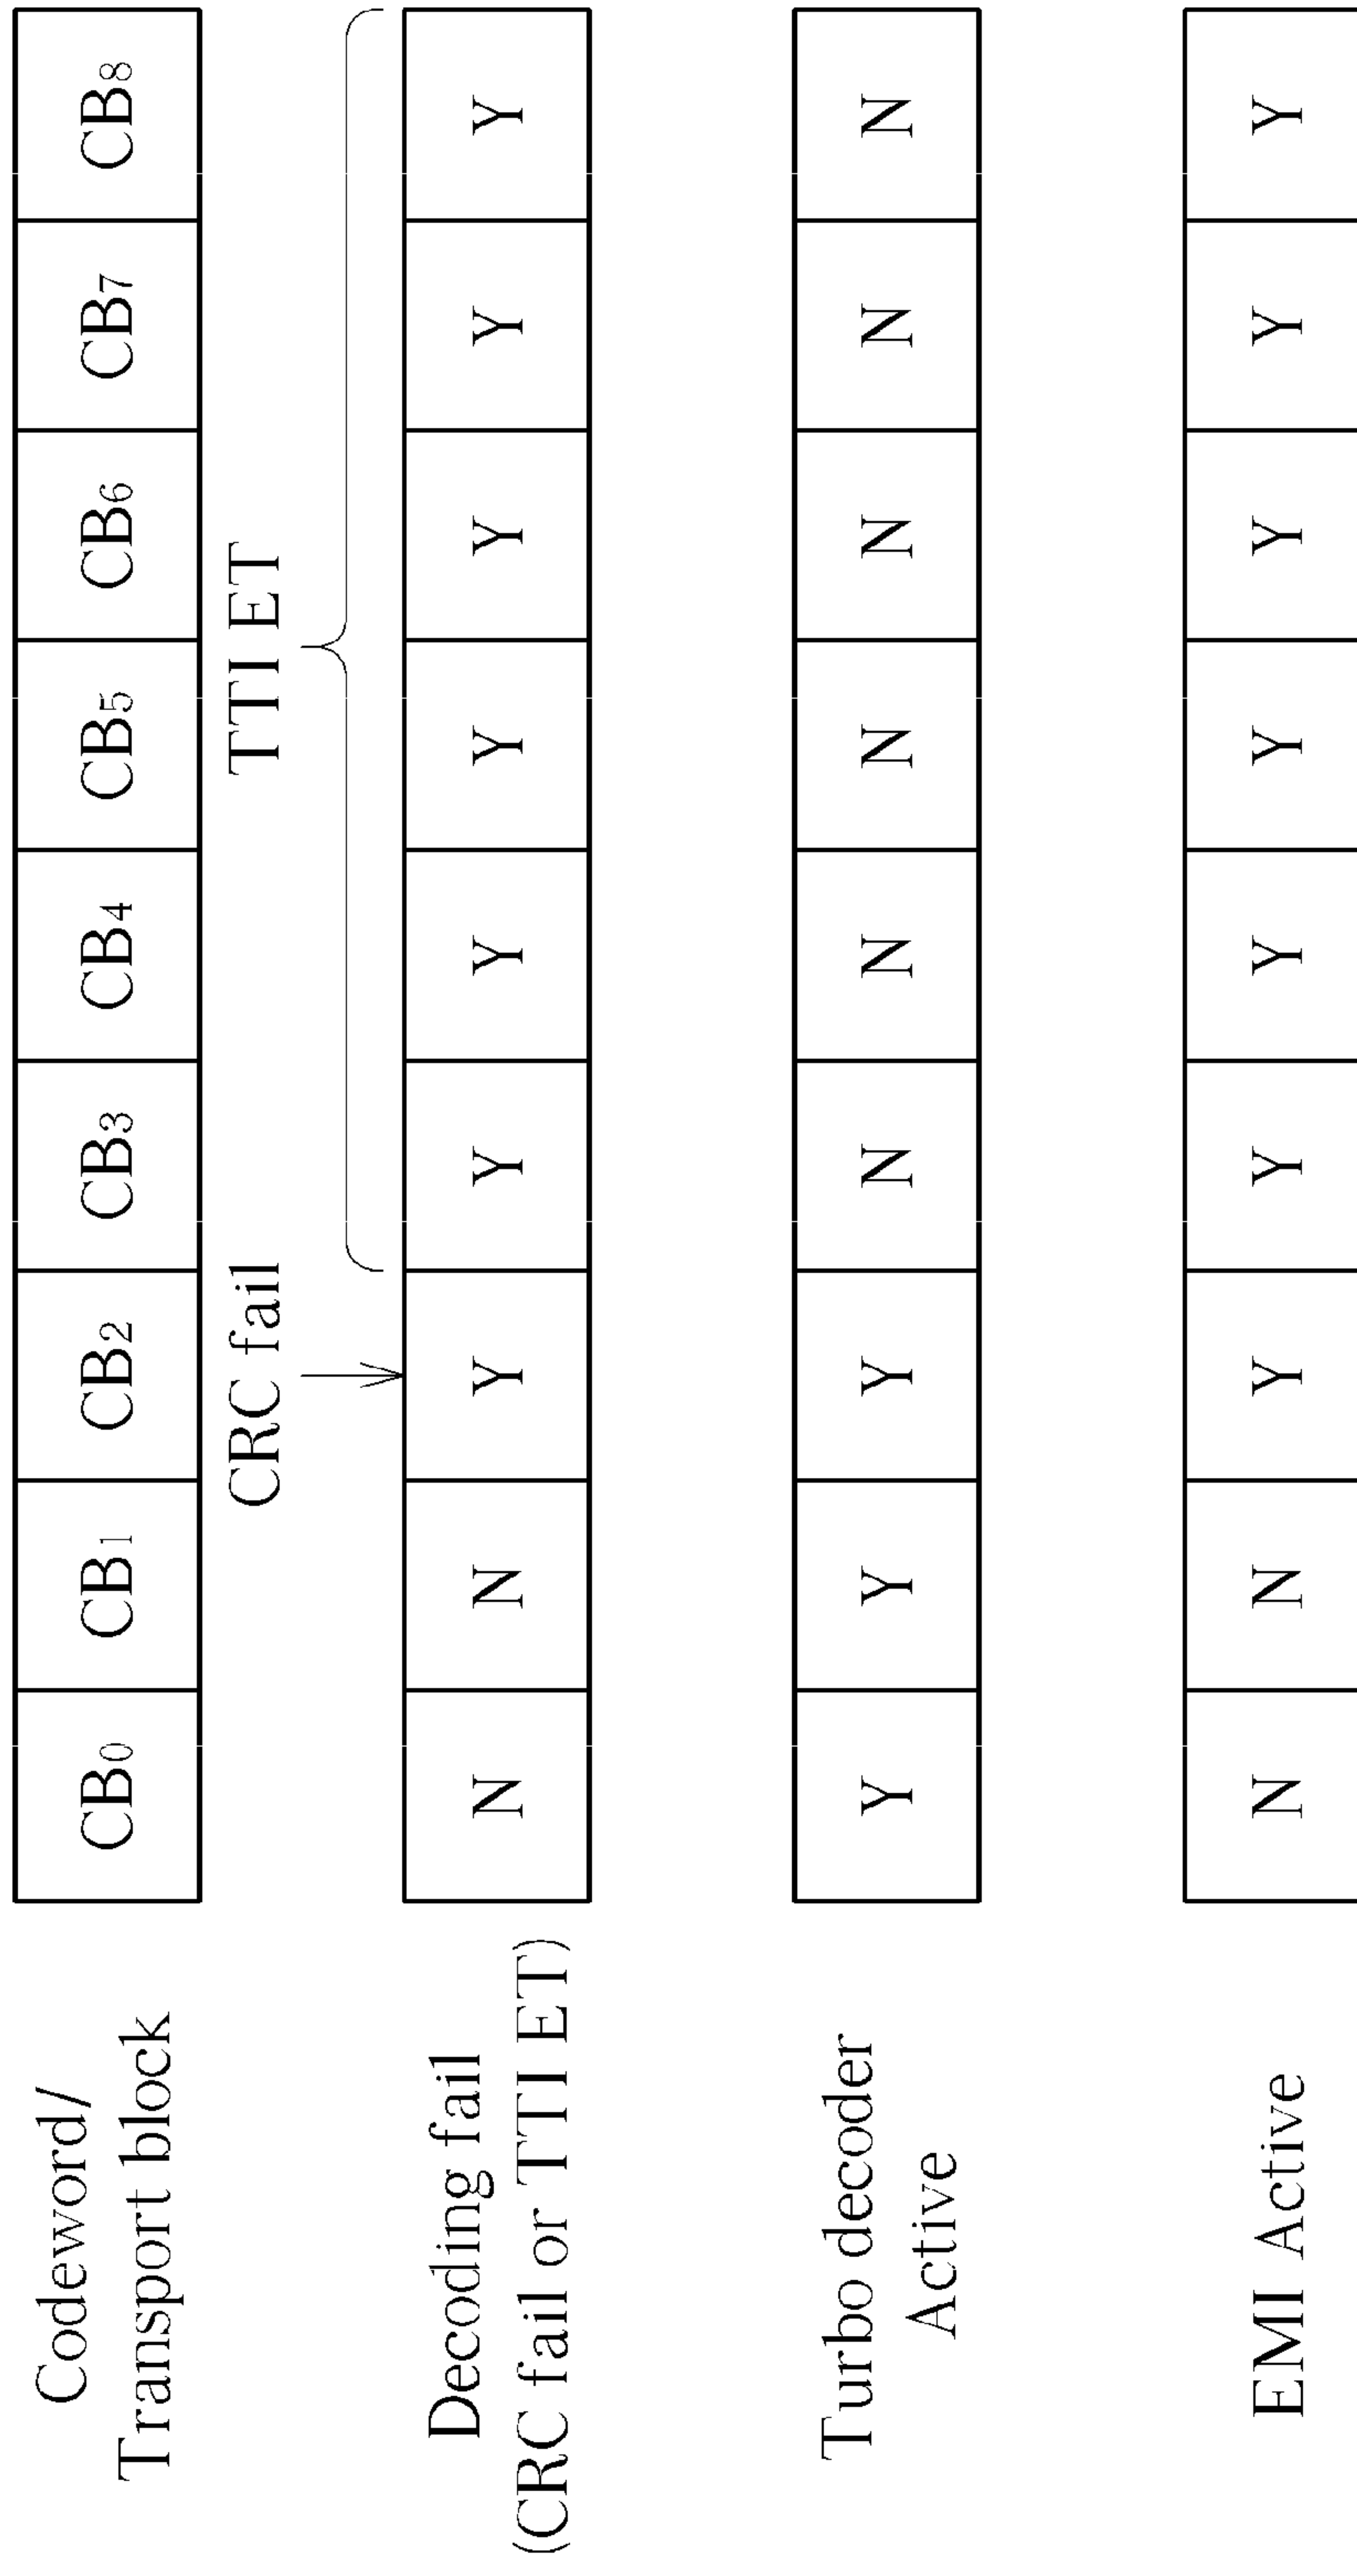 Codeword/
Transport block
CB0 CB1 CB2 CB3 CB4 CB5 CB6 CB7 CB8
CRC fail
TTI ET
Decoding fail
(CRC fail or TTI ET)
N N Y Y Y Y Y Y Y
Turbo decoder
Active
Y Y Y N N N N N N
EMI Active
N N Y Y Y Y Y Y Y